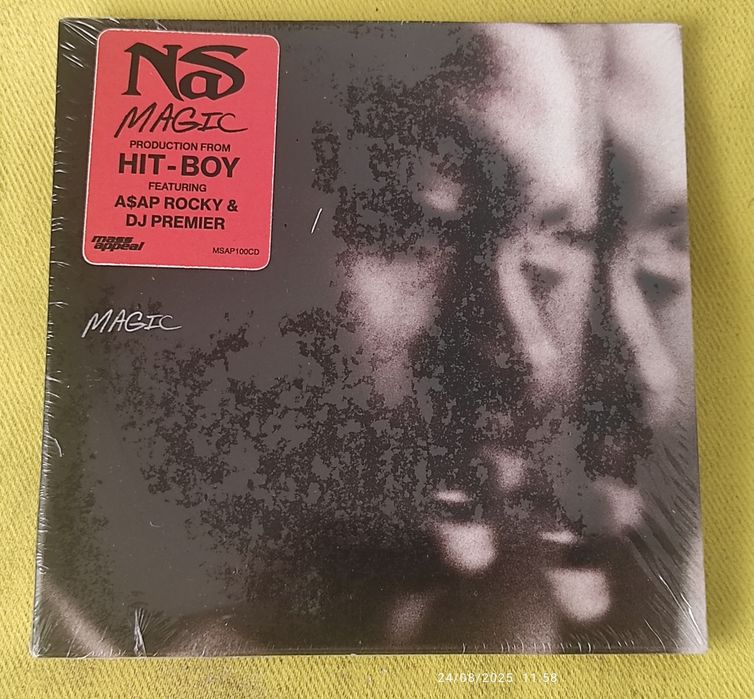 NaS
MAGIC
PRODUCTION FROM
HIT-BOY
FEATURING
A$AP ROCKY &
DJ PREMIER
mass
appeal
MSAP100CD
MAGIC
24/08/2025 11:58